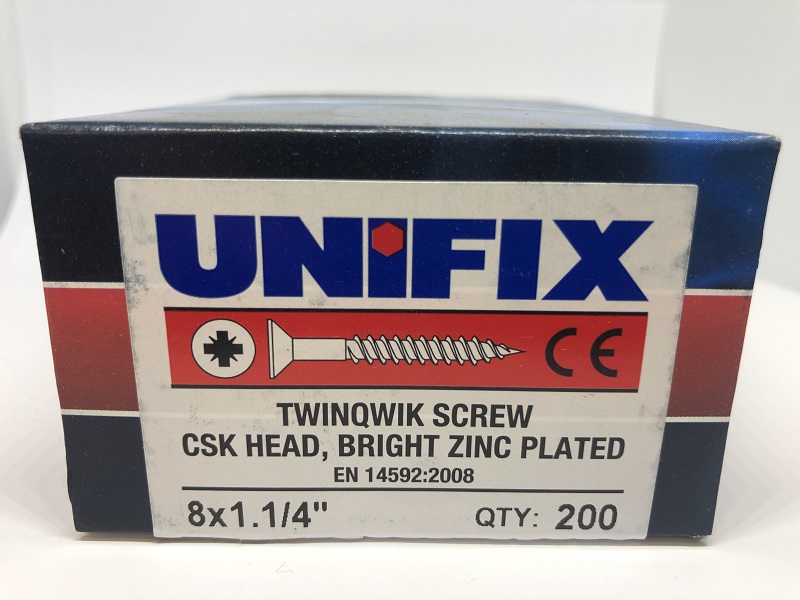 UNIFIX
CE
TWINQWIK SCREW
CSK HEAD, BRIGHT ZINC PLATED
EN 14592:2008
8x1.1/4" QTY: 200